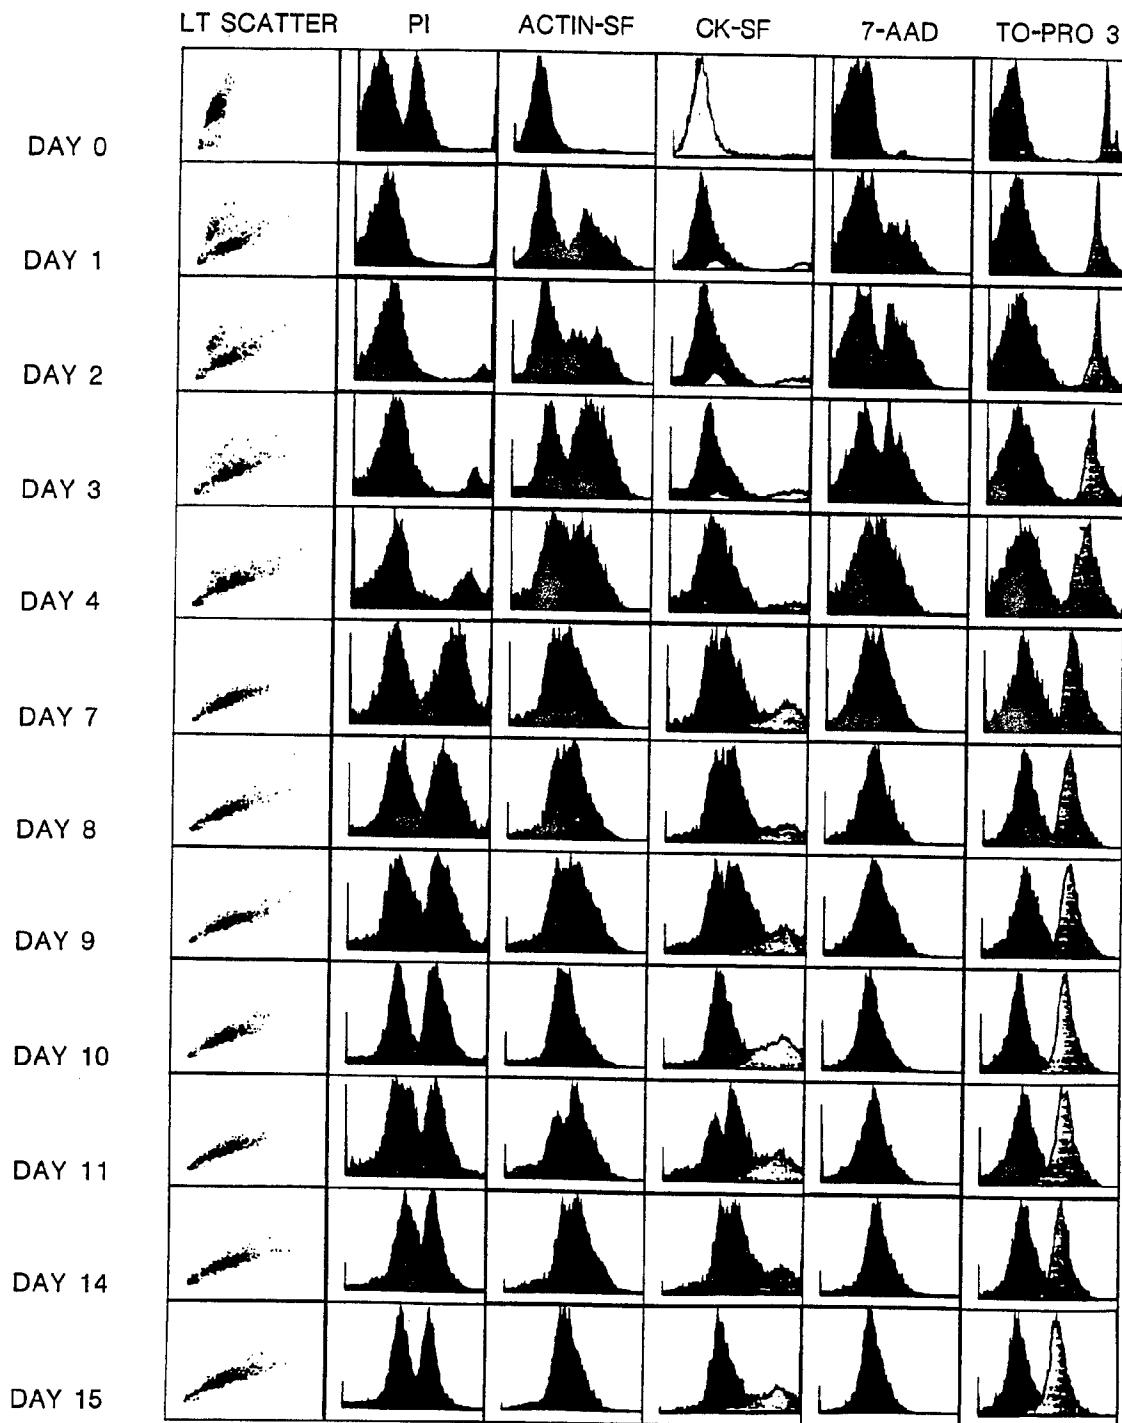 LT SCATTER PI ACTIN-SF CK-SF 7-AAD TO-PRO 3
DAY 0
DAY 1
DAY 2
DAY 3
DAY 4
DAY 7
DAY 8
DAY 9
DAY 10
DAY 11
DAY 14
DAY 15